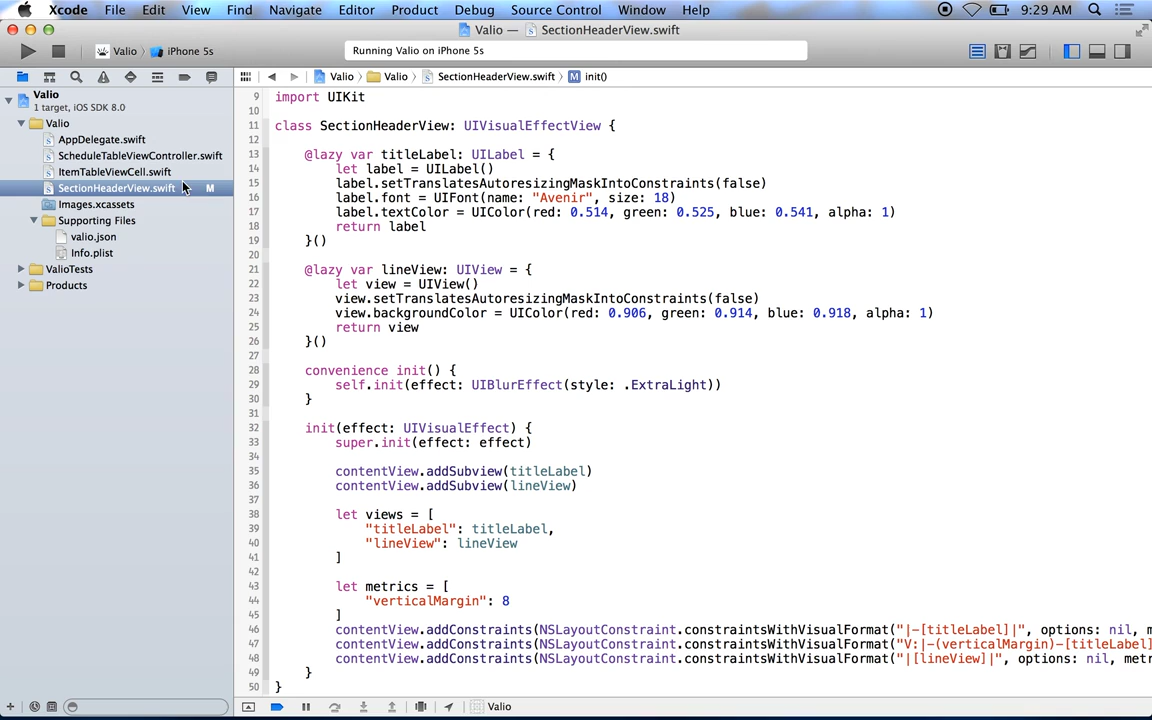 Xcode File Edit View Find Navigate Editor Product Debug Source Control Window Help 9:29 AM
Valio — SectionHeaderView.swift
Valio iPhone 5s Running Valio on iPhone 5s
Valio Valio SectionHeaderView.swift M init()
Valio
1 target, iOS SDK 8.0
Valio
AppDelegate.swift
ScheduleTableViewController.swift
ItemTableViewCell.swift
SectionHeaderView.swift M
Images.xcassets
Supporting Files
valio.json
Info.plist
ValioTests
Products
9 import UIKit
10
11 class SectionHeaderView: UIVisualEffectView {
12
13 @lazy var titleLabel: UILabel = {
14 let label = UILabel()
15 label.setTranslatesAutoresizingMaskIntoConstraints(false)
16 label.font = UIFont(name: "Avenir", size: 18)
17 label.textColor = UIColor(red: 0.514, green: 0.525, blue: 0.541, alpha: 1)
18 return label
19 }()
20
21 @lazy var lineView: UIView = {
22 let view = UIView()
23 view.setTranslatesAutoresizingMaskIntoConstraints(false)
24 view.backgroundColor = UIColor(red: 0.906, green: 0.914, blue: 0.918, alpha: 1)
25 return view
26 }()
27
28 convenience init() {
29 self.init(effect: UIBlurEffect(style: .ExtraLight))
30 }
31
32 init(effect: UIVisualEffect) {
33 super.init(effect: effect)
34
35 contentView.addSubview(titleLabel)
36 contentView.addSubview(lineView)
37
38 let views = [
39 "titleLabel": titleLabel,
40 "lineView": lineView
41 ]
42
43 let metrics = [
44 "verticalMargin": 8
45 ]
46 contentView.addConstraints(NSLayoutConstraint.constraintsWithVisualFormat("|-[titleLabel]|", options: nil, m
47 contentView.addConstraints(NSLayoutConstraint.constraintsWithVisualFormat("V:|-(verticalMargin)-[titleLabel]
48 contentView.addConstraints(NSLayoutConstraint.constraintsWithVisualFormat("|[lineView]|", options: nil, metr
49 }
50 }
Valio